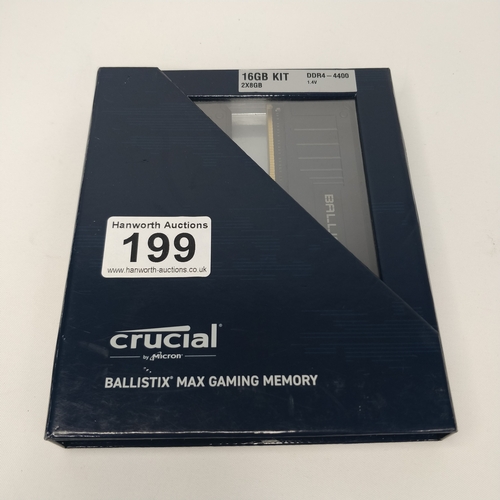 16GB KIT
2X8GB
DDR4-4400
1.4V
Hanworth Auctions
199
www.hanworth-auctions.co.uk
crucial
by Micron
BALLISTIX® MAX GAMING MEMORY